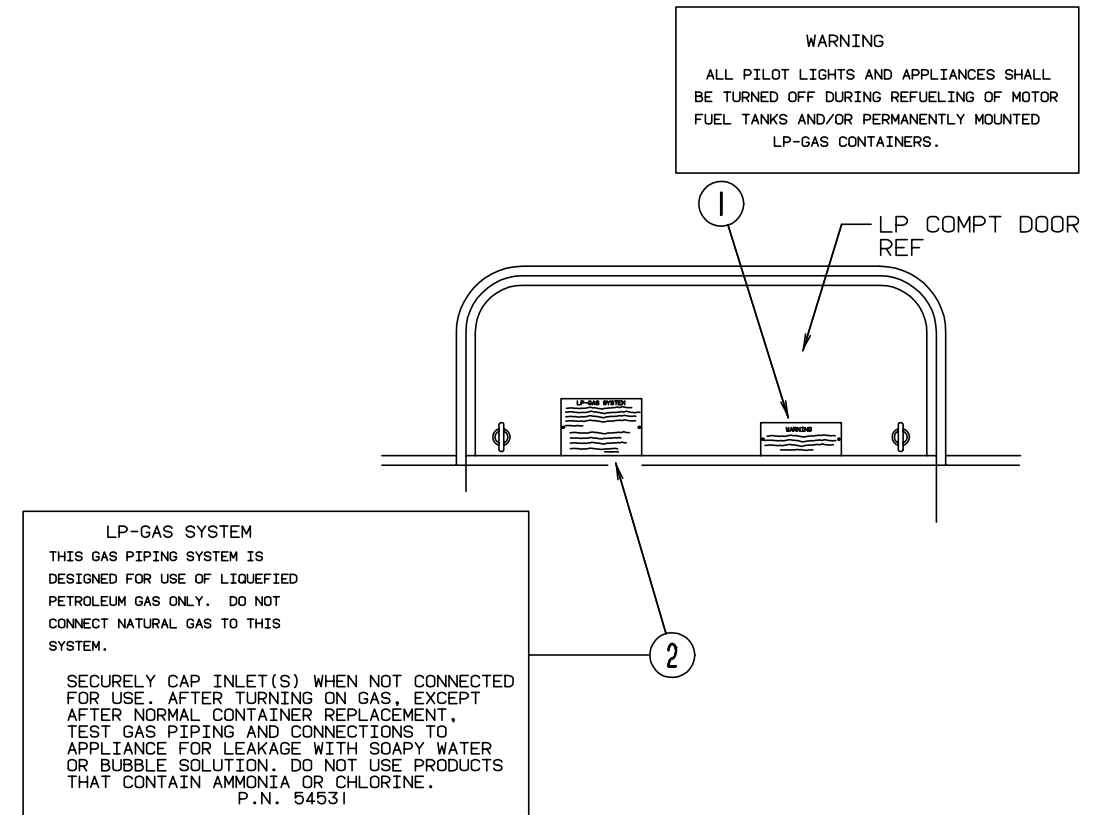 WARNING
ALL PILOT LIGHTS AND APPLIANCES SHALL
BE TURNED OFF DURING REFUELING OF MOTOR
FUEL TANKS AND/OR PERMANENTLY MOUNTED
LP-GAS CONTAINERS.
1
LP COMPT DOOR
REF
LP-GAS SYSTEM
WARNING
LP-GAS SYSTEM
THIS GAS PIPING SYSTEM IS
DESIGNED FOR USE OF LIQUEFIED
PETROLEUM GAS ONLY. DO NOT
CONNECT NATURAL GAS TO THIS
SYSTEM.
SECURELY CAP INLET(S) WHEN NOT CONNECTED
FOR USE. AFTER TURNING ON GAS, EXCEPT
AFTER NORMAL CONTAINER REPLACEMENT,
TEST GAS PIPING AND CONNECTIONS TO
APPLIANCE FOR LEAKAGE WITH SOAPY WATER
OR BUBBLE SOLUTION. DO NOT USE PRODUCTS
THAT CONTAIN AMMONIA OR CHLORINE.
P.N. 54531
2